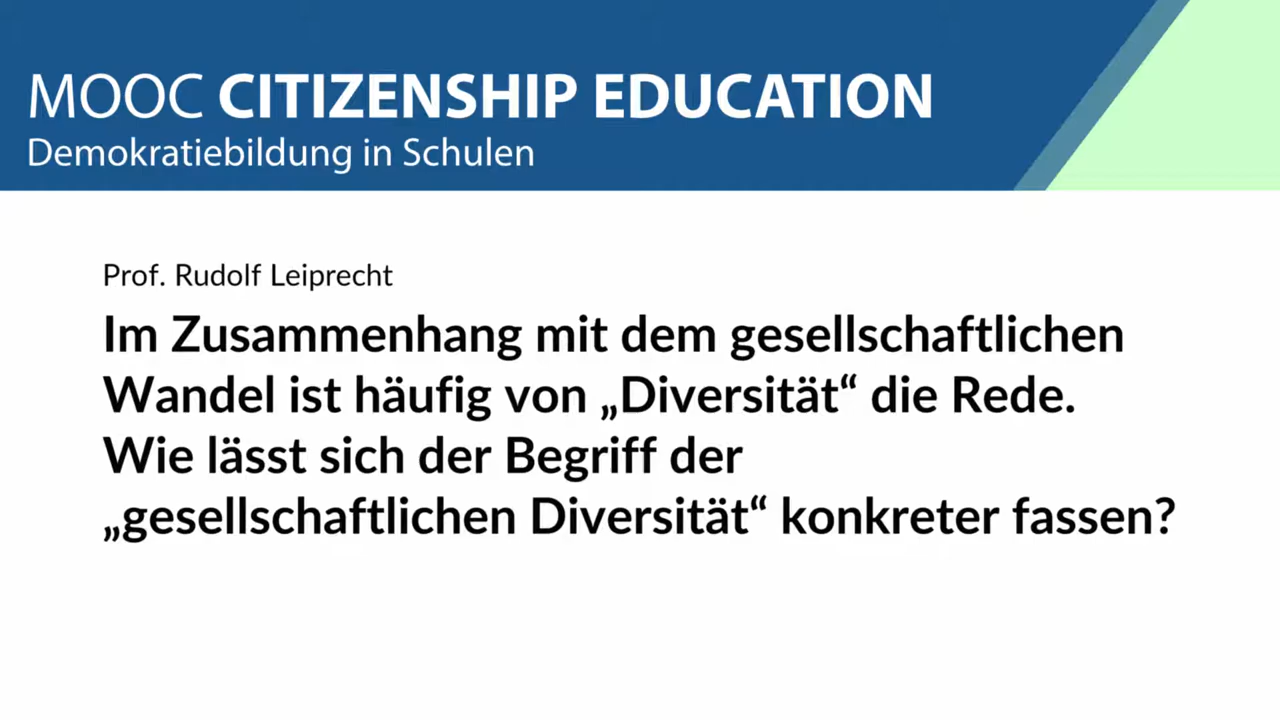 MOOC CITIZENSHIP EDUCATION
Demokratiebildung in Schulen
Prof. Rudolf Leiprecht
Im Zusammenhang mit dem gesellschaftlichen
Wandel ist häufig von „Diversität“ die Rede.
Wie lässt sich der Begriff der
„gesellschaftlichen Diversität“ konkreter fassen?